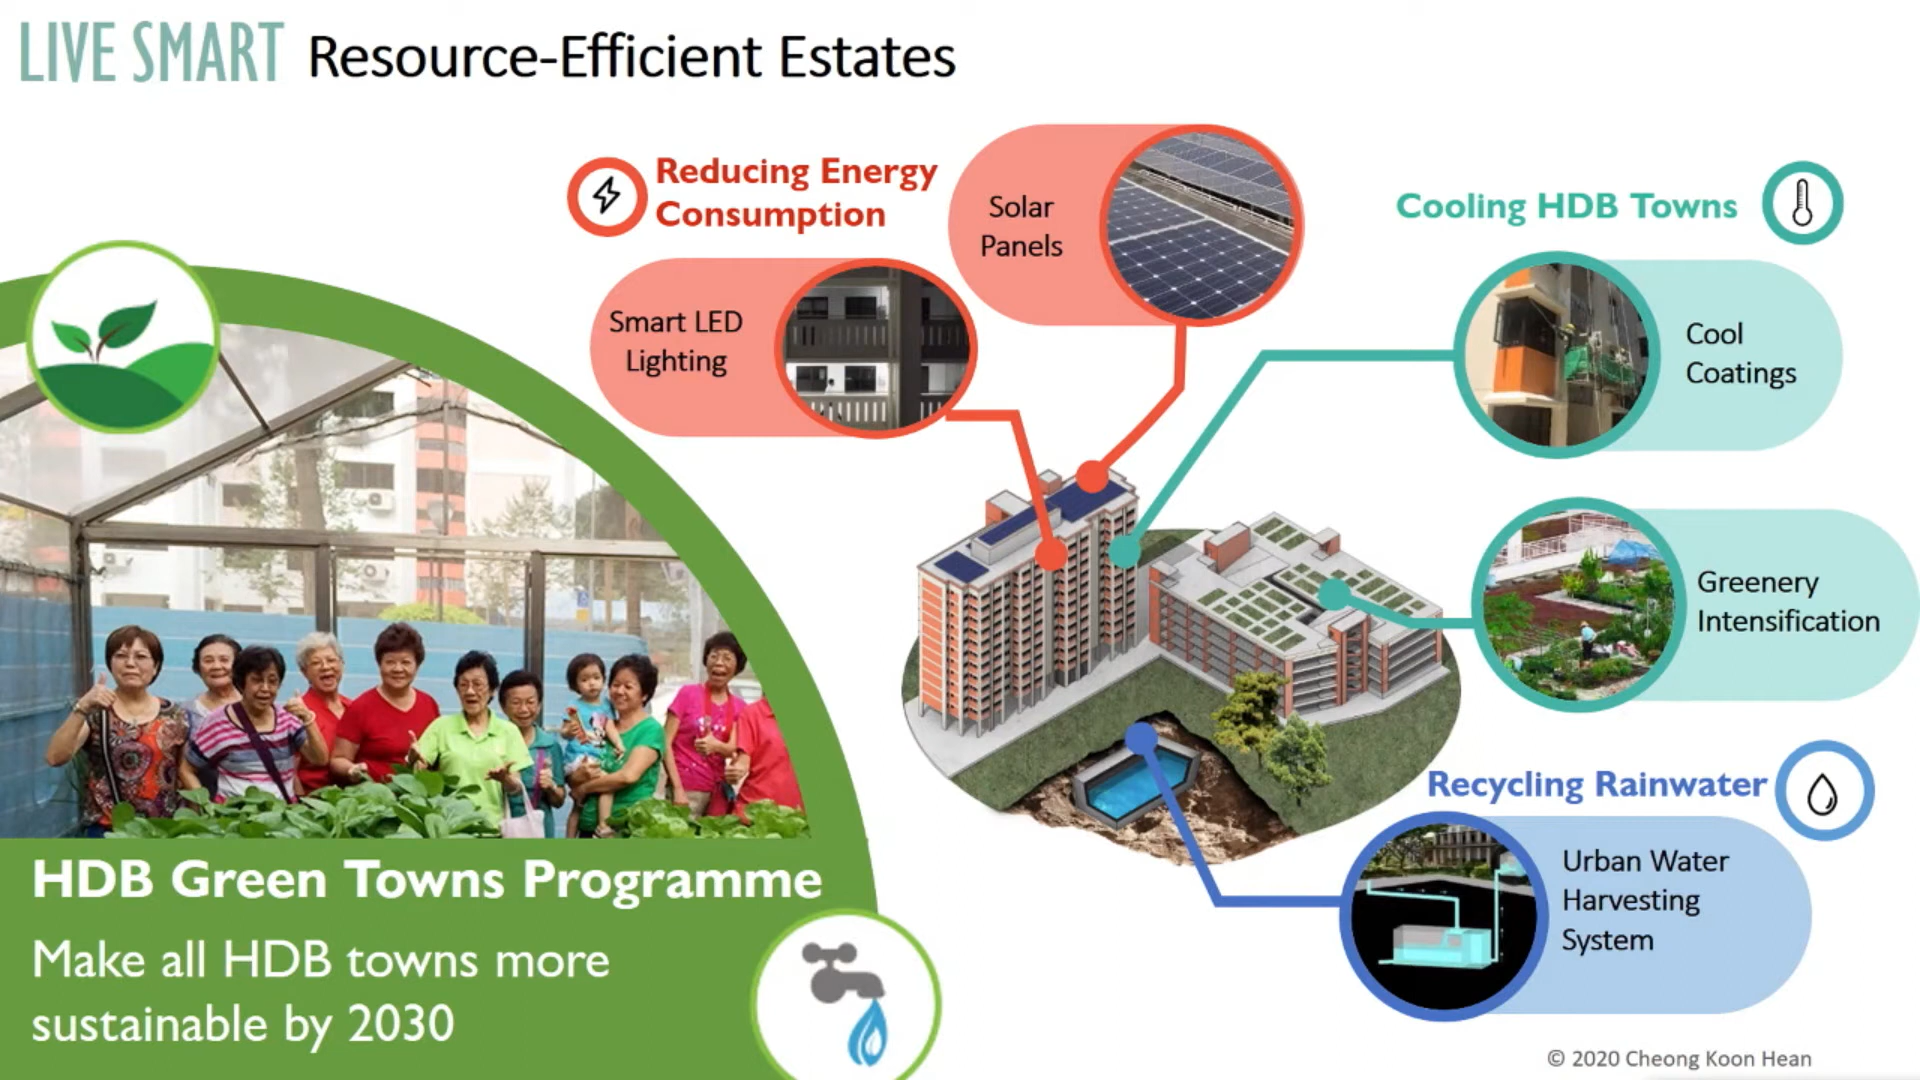 LIVE SMART Resource-Efficient Estates
Reducing Energy
Consumption
Solar
Panels
Smart LED
Lighting
Cooling HDB Towns
Cool
Coatings
Greenery
Intensification
Recycling Rainwater
Urban Water
Harvesting
System
HDB Green Towns Programme
Make all HDB towns more
sustainable by 2030
© 2020 Cheong Koon Hean